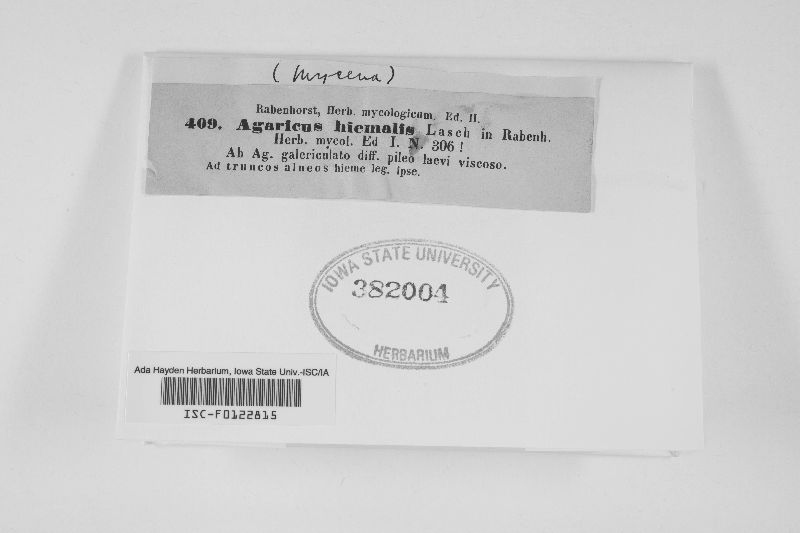 ( Mycena )
Rabenhorst, Herb. mycologicum. Ed. II.
409. Agaricus hiemalis Lasch in Rabenh.
Herb. mycol. Ed I. N. 306 !
Ab Ag. galericulato diff. pileo laevi viscoso.
Ad truncos alneos hieme leg. Ipse.
IOWA STATE UNIVERSITY
382004
HERBARIUM
Ada Hayden Herbarium, Iowa State Univ.-ISC/IA
ISC-F0122815